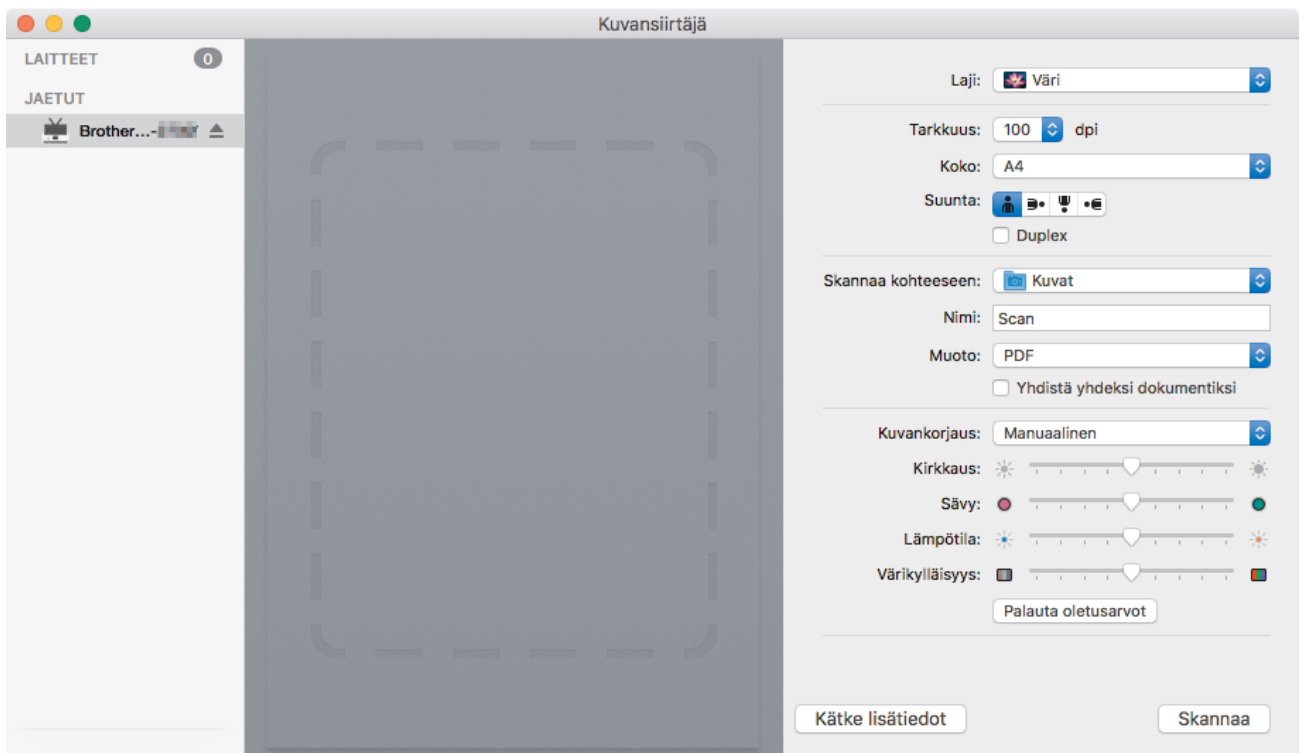 Kuvansiirtäjä
LAITTEET 0
JAETUT
Brother...-
Laji: Väri
Tarkkuus: 100 dpi
Koko: A4
Suunta:
Duplex
Skannaa kohteeseen: Kuvat
Nimi: Scan
Muoto: PDF
Yhdistä yhdeksi dokumentiksi
Kuvankorjaus: Manuaalinen
Kirkkaus:
Sävy:
Lämpötila:
Värikylläisyys:
Palauta oletusarvot
Kätke lisätiedot Skannaa